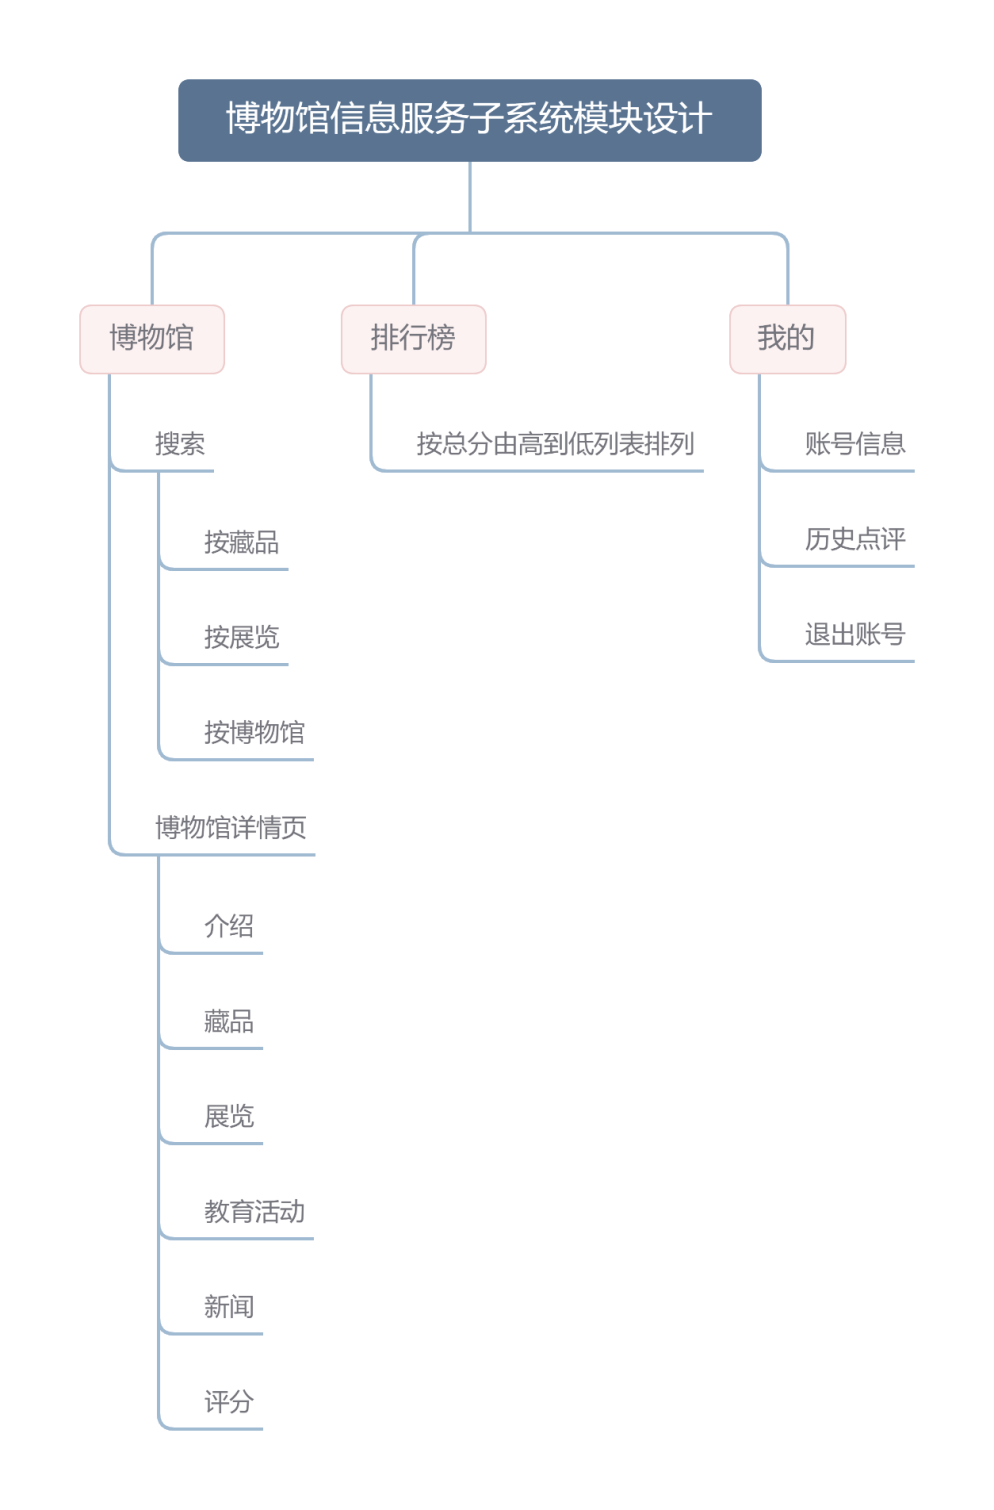 博物馆信息服务子系统模块设计
博物馆
排行榜
我的
搜索
按总分由高到低列表排列
账号信息
按藏品
历史点评
按展览
退出账号
按博物馆
博物馆详情页
介绍
藏品
展览
教育活动
新闻
评分